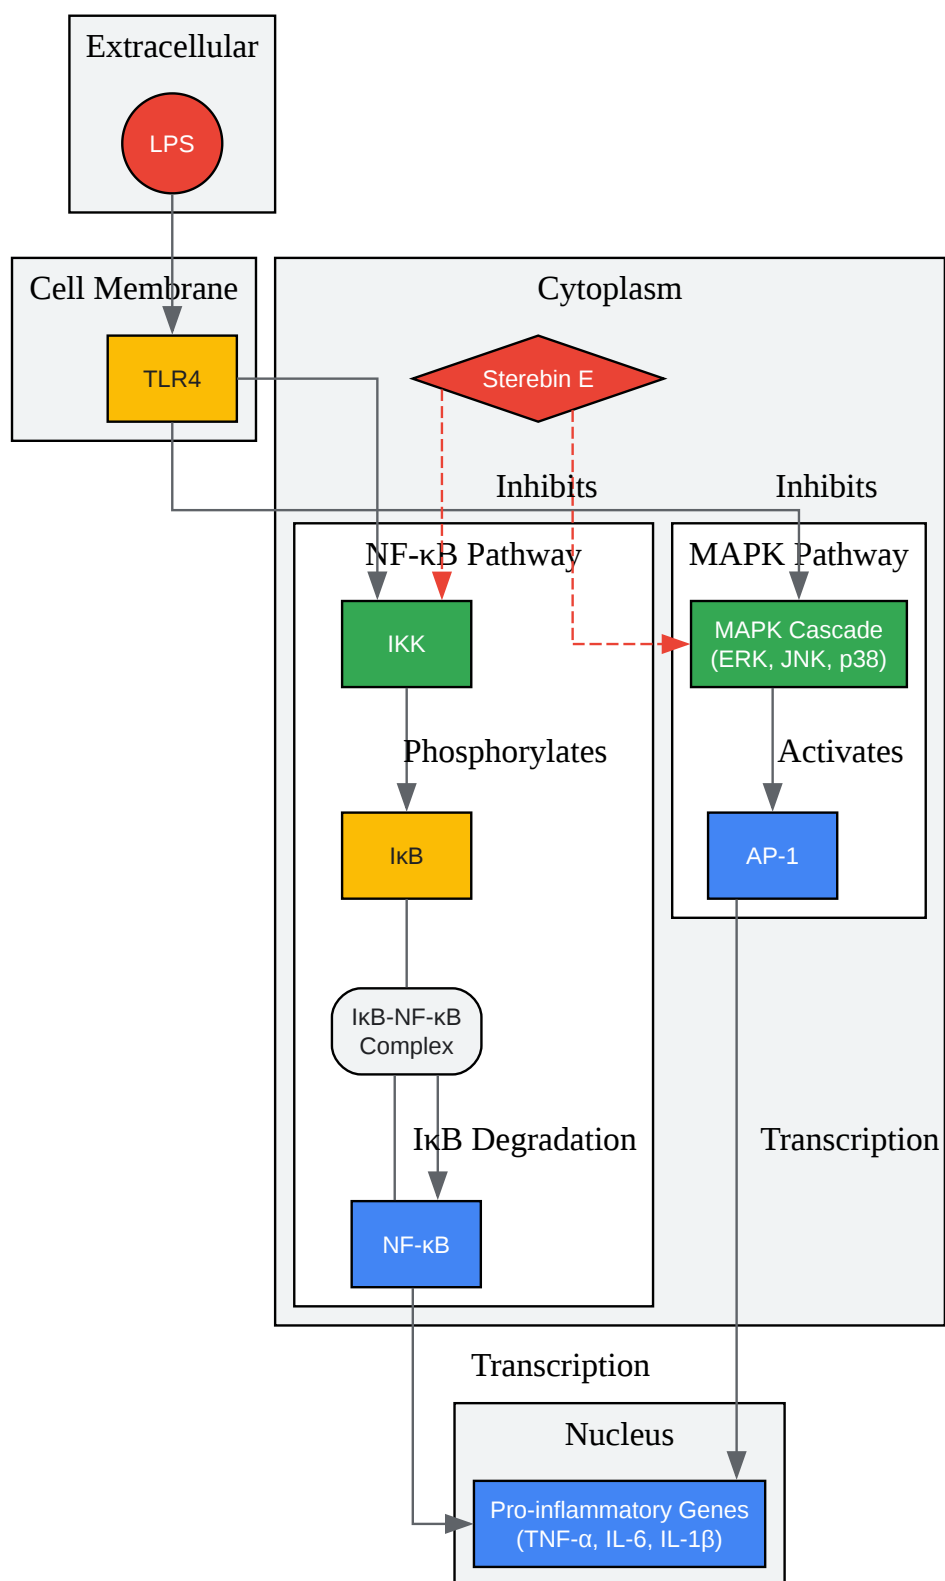 Extracellular
LPS
Cell Membrane
Cytoplasm
TLR4
Sterebin E
Inhibits
Inhibits
NF-κB Pathway
MAPK Pathway
IKK
MAPK Cascade
(ERK, JNK, p38)
Phosphorylates
Activates
IκB
AP-1
IκB-NF-κB
Complex
IκB Degradation
Transcription
NF-κB
Transcription
Nucleus
Pro-inflammatory Genes
(TNF-α, IL-6, IL-1β)